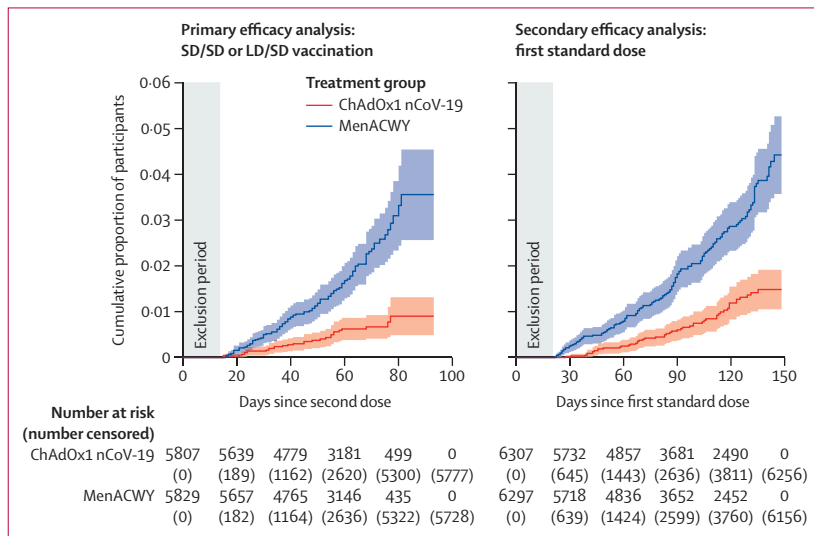 Primary efficacy analysis:
SD/SD or LD/SD vaccination
Secondary efficacy analysis:
first standard dose
Treatment group
ChAdOx1 nCoV-19
MenACWY
Cumulative proportion of participants
0·06
0·05
0·04
0·03
0·02
0·01
0
Exclusion period
0 20 40 60 80 100
Days since second dose
Exclusion period
0 30 60 90 120 150
Days since first standard dose
Number at risk
(number censored)
ChAdOx1 nCoV-19 5807 5639 4779 3181 499 0 6307 5732 4857 3681 2490 0
(0) (189) (1162) (2620) (5300) (5777) (0) (645) (1443) (2636) (3811) (6256)
MenACWY 5829 5657 4765 3146 435 0 6297 5718 4836 3652 2452 0
(0) (182) (1164) (2636) (5322) (5728) (0) (639) (1424) (2599) (3760) (6156)